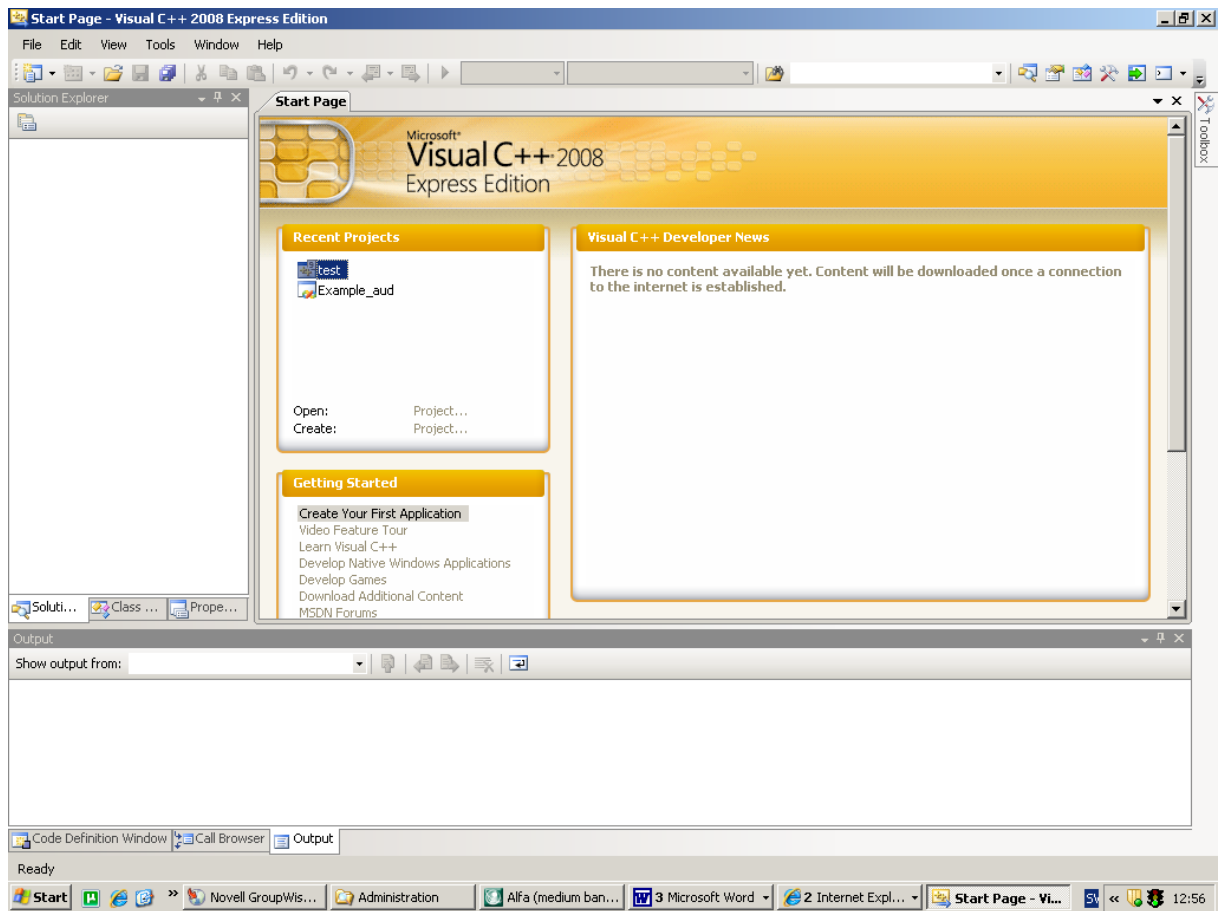 Start Page - Visual C++ 2008 Express Edition
File Edit View Tools Window Help
Solution Explorer
Start Page
Toolbox
Microsoft
Visual C++ 2008
Express Edition
Recent Projects
test
Example_aud
Open: Project...
Create: Project...
Visual C++ Developer News
There is no content available yet. Content will be downloaded once a connection
to the internet is established.
Getting Started
Create Your First Application
Video Feature Tour
Learn Visual C++
Develop Native Windows Applications
Develop Games
Download Additional Content
MSDN Forums
Soluti... Class ... Prope...
Output
Show output from:
Code Definition Window Call Browser Output
Ready
Start » Novell GroupWis... Administration Alfa (medium ban... 3 Microsoft Word 2 Internet Expl... Start Page - Vi... SV « 12:56